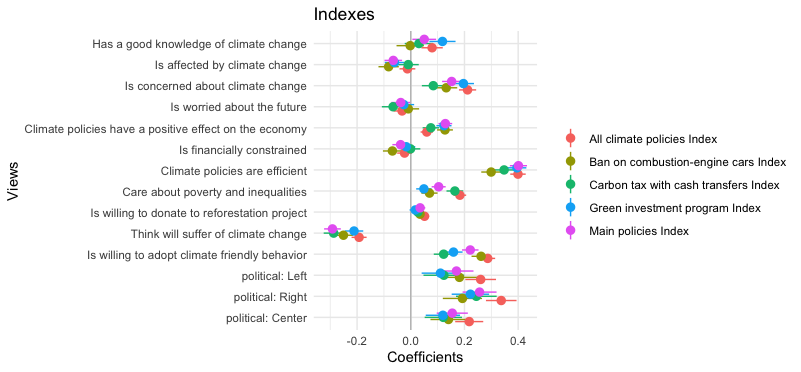 Indexes
Views
Has a good knowledge of climate change
Is affected by climate change
Is concerned about climate change
Is worried about the future
Climate policies have a positive effect on the economy
Is financially constrained
Climate policies are efficient
Care about poverty and inequalities
Is willing to donate to reforestation project
Think will suffer of climate change
Is willing to adopt climate friendly behavior
political: Left
political: Right
political: Center
-0.2 0.0 0.2 0.4
Coefficients
All climate policies Index
Ban on combustion-engine cars Index
Carbon tax with cash transfers Index
Green investment program Index
Main policies Index